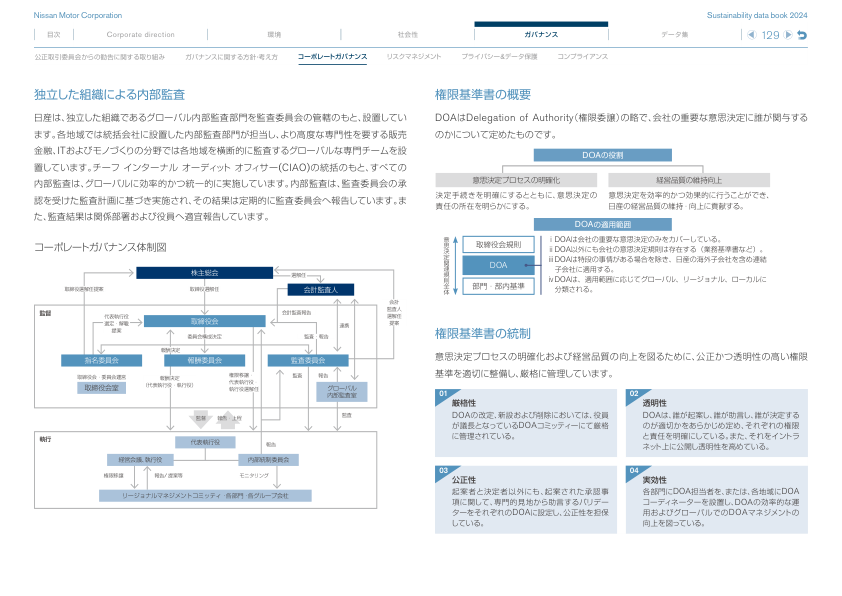 Nissan Motor Corporation
Sustainability data book 2024
目次
Corporate direction
環境
社会性
ガバナンス
データ集
129
公正取引委員会からの勧告に関する取り組み
ガバナンスに関する方針・考え方
コーポレートガバナンス
リスクマネジメント
プライバシー&データ保護
コンプライアンス
独立した組織による内部監査
日産は、独立した組織であるグローバル内部監査部門を監査委員会の管轄のもと、設置してい
ます。各地域では統括会社に設置した内部監査部門が担当し、より高度な専門性を要する販売
金融、ITおよびモノづくりの分野では各地域を横断的に監査するグローバルな専門チームを設
置しています。チーフ インターナル オーディット オフィサー(CIAO)の統括のもと、すべての
内部監査は、グローバルに効率的かつ統一的に実施しています。内部監査は、監査委員会の承
認を受けた監査計画に基づき実施され、その結果は定期的に監査委員会へ報告しています。ま
た、監査結果は関係部署および役員へ適宜報告しています。
コーポレートガバナンス体制図
株主総会
選解任
取締役選解任提案
取締役選解任
会計監査人
会計
監査人
選解任
提案
監督
代表執行役
選定・解職
提案
取締役会
会計監査報告
連携
委員会構成決定
監査
報告
報酬決定
指名委員会
報酬委員会
監査委員会
取締役会・委員会運営
取締役会室
報酬決定
(代表執行役・執行役)
権限移譲
代表執行役
執行役選解任
監査
報告
グローバル
内部監査室
監督
報告・上程
監査
執行
代表執行役
報告
経営会議、執行役
内部統制委員会
権限移譲
報告/提案等
モニタリング
リージョナルマネジメントコミッティ・各部門・各グループ会社
権限基準書の概要
DOAはDelegation of Authority(権限委譲)の略で、会社の重要な意思決定に誰が関与する
のかについて定めたものです。
DOAの役割
意思決定プロセスの明確化
経営品質の維持向上
決定手続きを明確にするとともに、意思決定の
責任の所在を明らかにする。
意思決定を効率的かつ効果的に行うことができ、
日産の経営品質の維持・向上に貢献する。
DOAの適用範囲
意思決定関連規則全体
取締役会規則
DOA
部門・部内基準
i DOAは会社の重要な意思決定のみをカバーしている。
ii DOA以外にも会社の意思決定規則は存在する(業務基準書など)。
iii DOAは特段の事情がある場合を除き、日産の海外子会社を含め連結
子会社に適用する。
iv DOAは、適用範囲に応じてグローバル、リージョナル、ローカルに
分類される。
権限基準書の統制
意思決定プロセスの明確化および経営品質の向上を図るために、公正かつ透明性の高い権限
基準を適切に整備し、厳格に管理しています。
01
厳格性
DOAの改定、新設および削除においては、役員
が議長となっているDOAコミッティーにて厳格
に管理されている。
02
透明性
DOAは、誰が起案し、誰が助言し、誰が決定する
のが適切かをあらかじめ定め、それぞれの権限
と責任を明確にしている。また、それをイントラ
ネット上に公開し透明性を高めている。
03
公正性
起案者と決定者以外にも、起案された承認事
項に関して、専門的見地から助言するバリデー
ターをそれぞれのDOAに設定し、公正性を担保
している。
04
実効性
各部門にDOA担当者を、または、各地域にDOA
コーディネーターを設置し、DOAの効率的な運
用およびグローバルでのDOAマネジメントの
向上を図っている。